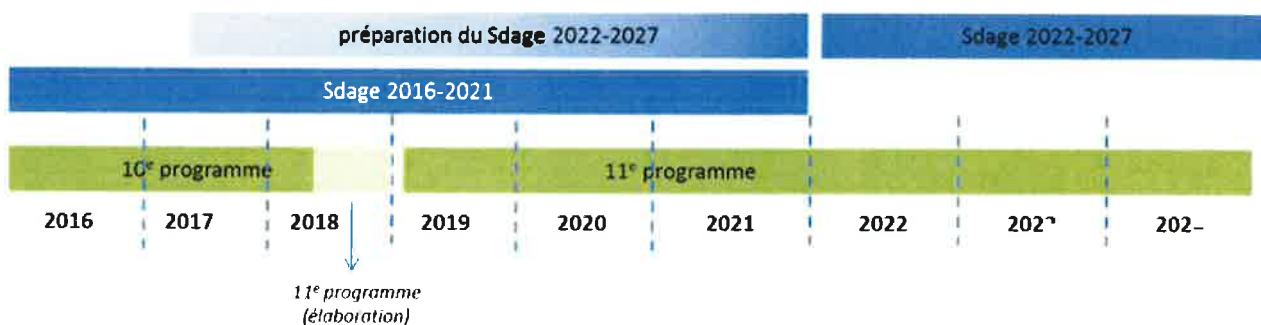 préparation du Sdage 2022-2027
Sdage 2022-2027
Sdage 2016-2021
10e programme
11e programme
2016 2017 2018 2019 2020 2021 2022
11e programme
(élaboration)